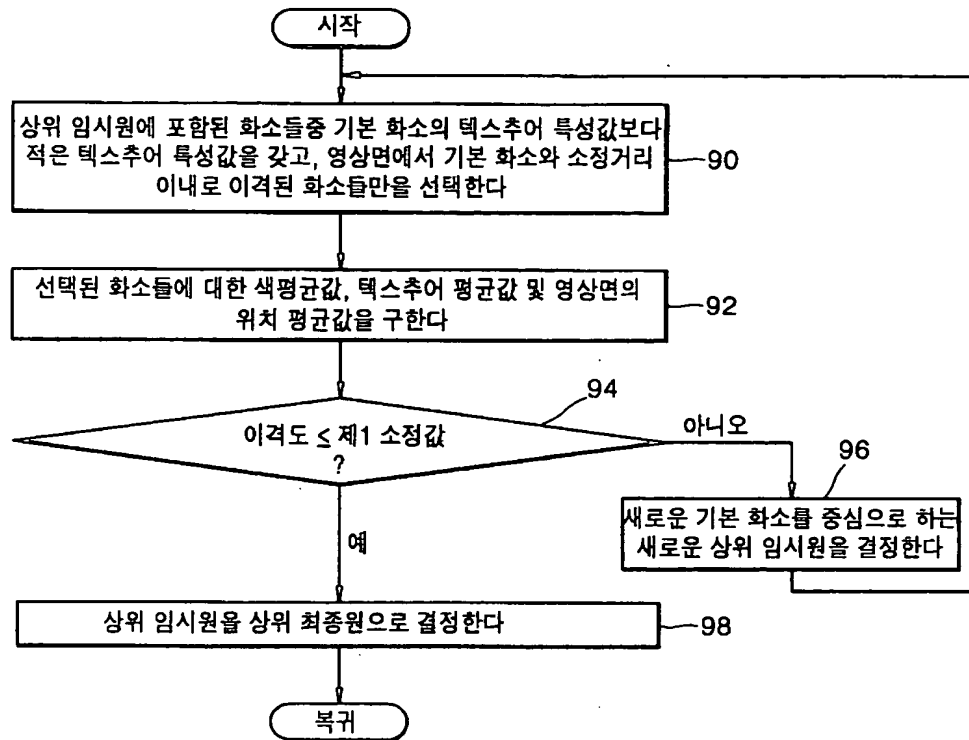 시작
상위 임시원에 포함된 화소들중 기본 화소의 텍스추어 특성값보다
적은 텍스추어 특성값을 갖고, 영상면에서 기본 화소와 소정거리
이내로 이격된 화소들만을 선택한다
90
선택된 화소들에 대한 색평균값, 텍스추어 평균값 및 영상면의
위치 평균값을 구한다
92
94
이격도 ≤ 제1 소정값
?
아니오
96
새로운 기본 화소를 중심으로 하는
새로운 상위 임시원을 결정한다
예
상위 임시원을 상위 최종원으로 결정한다
98
복귀